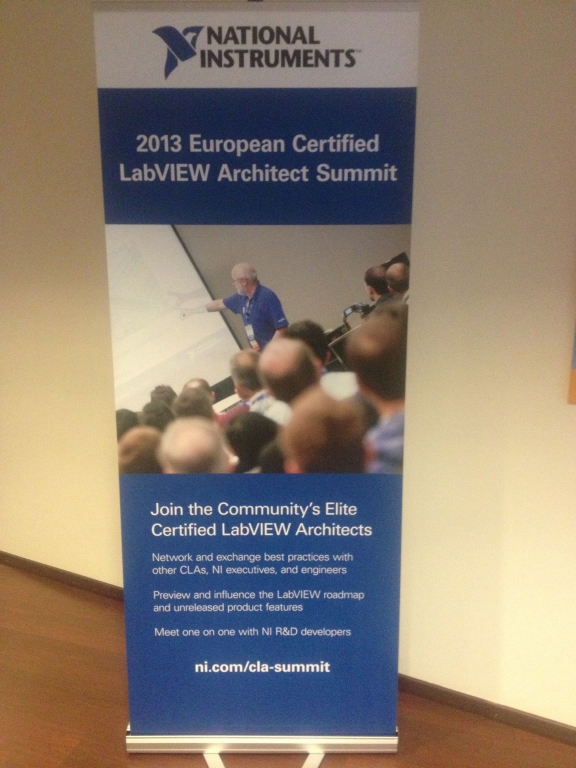 NATIONAL
INSTRUMENTS™
2013 European Certified
LabVIEW Architect Summit
Join the Community's Elite
Certified LabVIEW Architects
Network and exchange best practices with
other CLAs, NI executives, and engineers
Preview and influence the LabVIEW roadmap
and unreleased product features
Meet one on one with NI R&D developers
ni.com/cla-summit